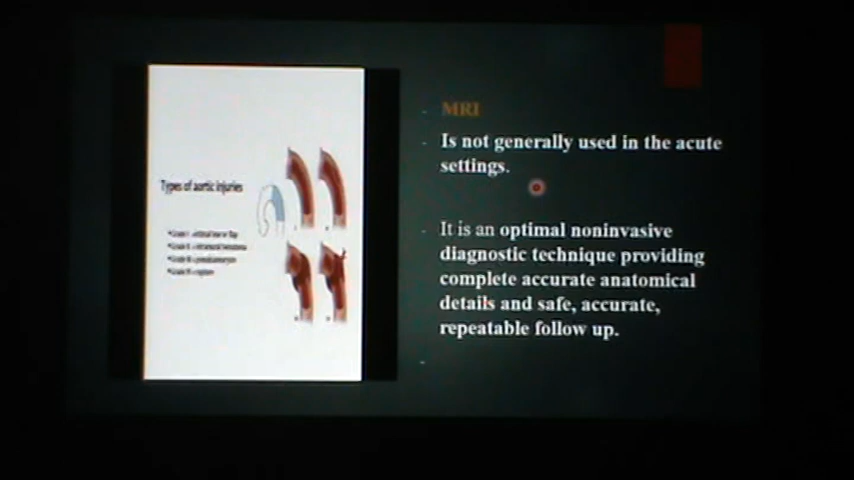 Types of aortic injuries
MRI
Is not generally used in the acute
settings.
It is an optimal noninvasive
diagnostic technique providing
complete accurate anatomical
details and safe, accurate,
repeatable follow up.